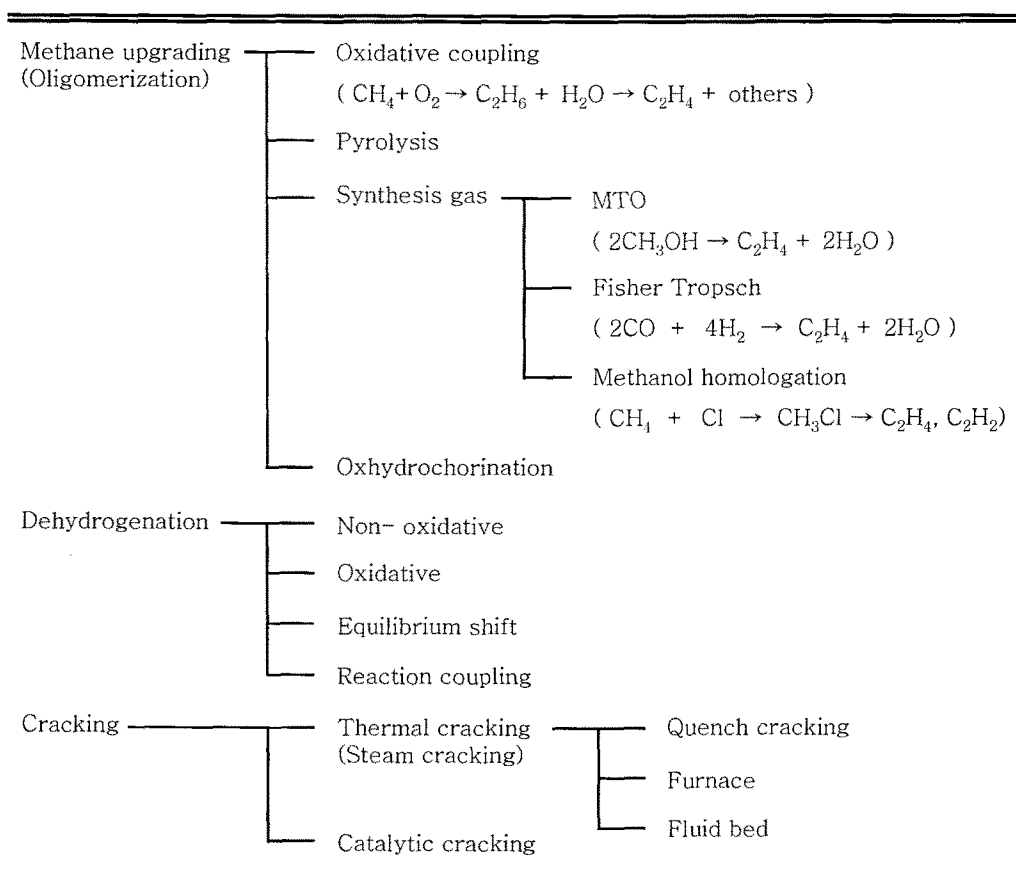 Methane upgrading
(Oligomerization)
Oxidative coupling
( CH₄+ O₂ → C₂H₆ + H₂O → C₂H₄ + others )
Pyrolysis
Synthesis gas
MTO
( 2CH₃OH → C₂H₄ + 2H₂O )
Fisher Tropsch
( 2CO + 4H₂ → C₂H₄ + 2H₂O )
Methanol homologation
( CH₄ + Cl → CH₃Cl → C₂H₄, C₂H₂)
Oxhydrochorination
Dehydrogenation
Non- oxidative
Oxidative
Equilibrium shift
Reaction coupling
Cracking
Thermal cracking
(Steam cracking)
Quench cracking
Furnace
Fluid bed
Catalytic cracking